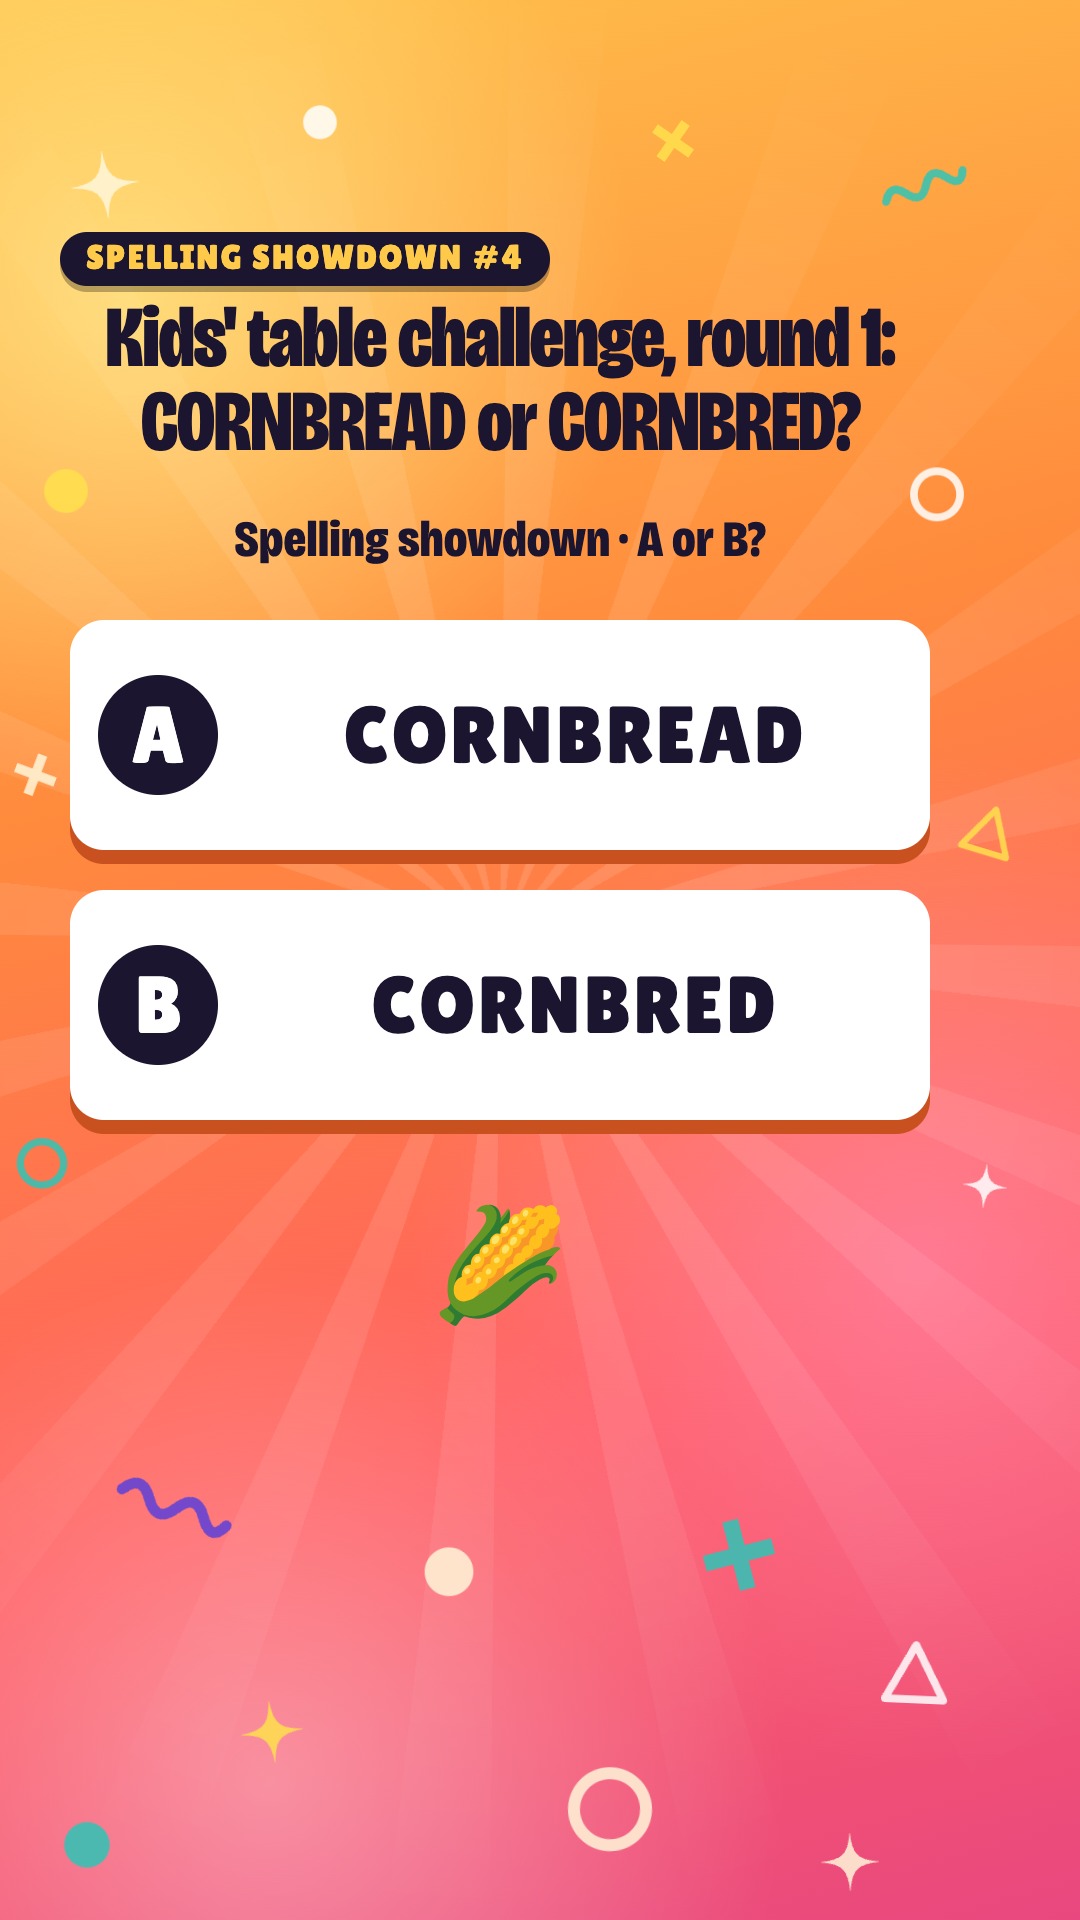 SPELLING SHOWDOWN #4
Kids' table challenge, round 1:
CORNBREAD or CORNBRED?
Spelling showdown · A or B?
A CORNBREAD
B CORNBRED